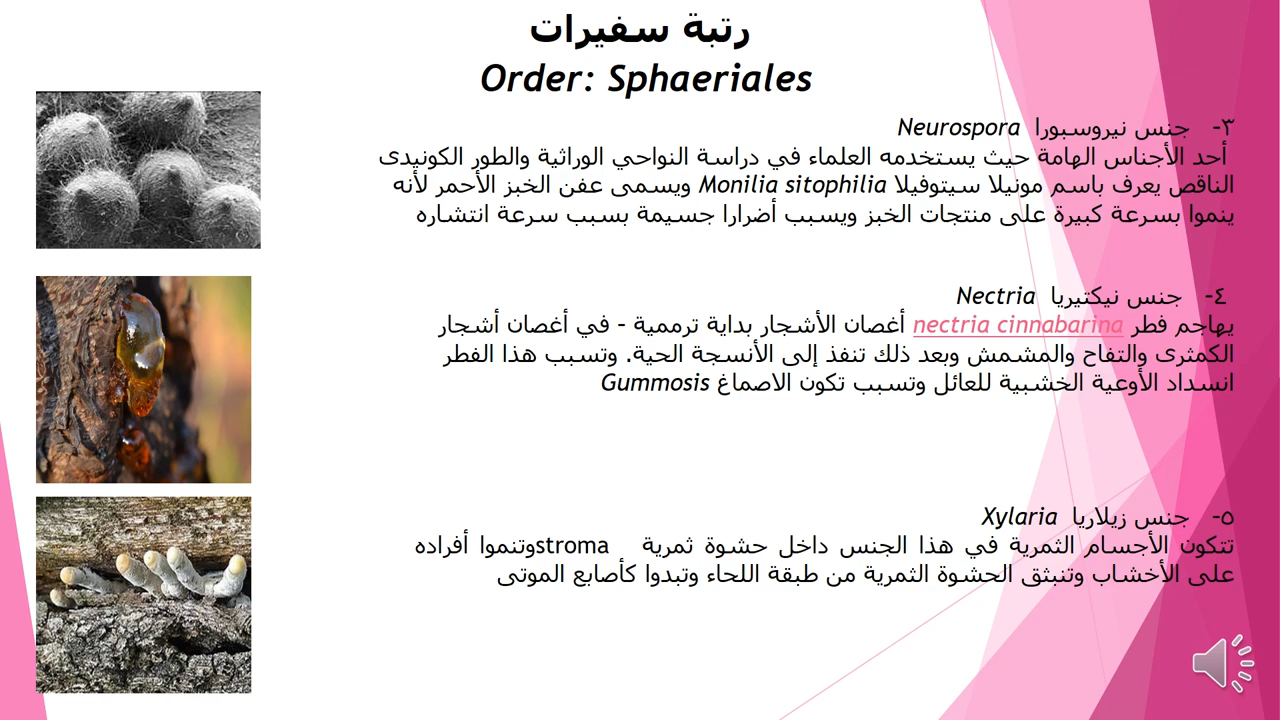 رتبة سفيرات
Order: Sphaeriales
٣- جنس نيروسبورا Neurospora
أحد الأجناس الهامة حيث يستخدمه العلماء في دراسة النواحي الوراثية والطور الكونيدى
الناقص يعرف باسم مونيلا سيتوفيلا Monilia sitophilia ويسمى عفن الخبز الأحمر لأنه
ينموا بسرعة كبيرة على منتجات الخبز ويسبب أضرارا جسيمة بسبب سرعة انتشاره
٤- جنس نيكتيريا Nectria
يهاجم فطر nectria cinnabarina أغصان الأشجار بداية ترممية - في أغصان أشجار
الكمثرى والتفاح والمشمش وبعد ذلك تنفذ إلى الأنسجة الحية. وتسبب هذا الفطر
انسداد الأوعية الخشبية للعائل وتسبب تكون الاصماغ Gummosis
٥- جنس زيلاريا Xylaria
تتكون الأجسام الثمرية في هذا الجنس داخل حشوة ثمرية stroma وتنموا أفراده
على الأخشاب وتنبثق الحشوة الثمرية من طبقة اللحاء وتبدوا كأصابع الموتى